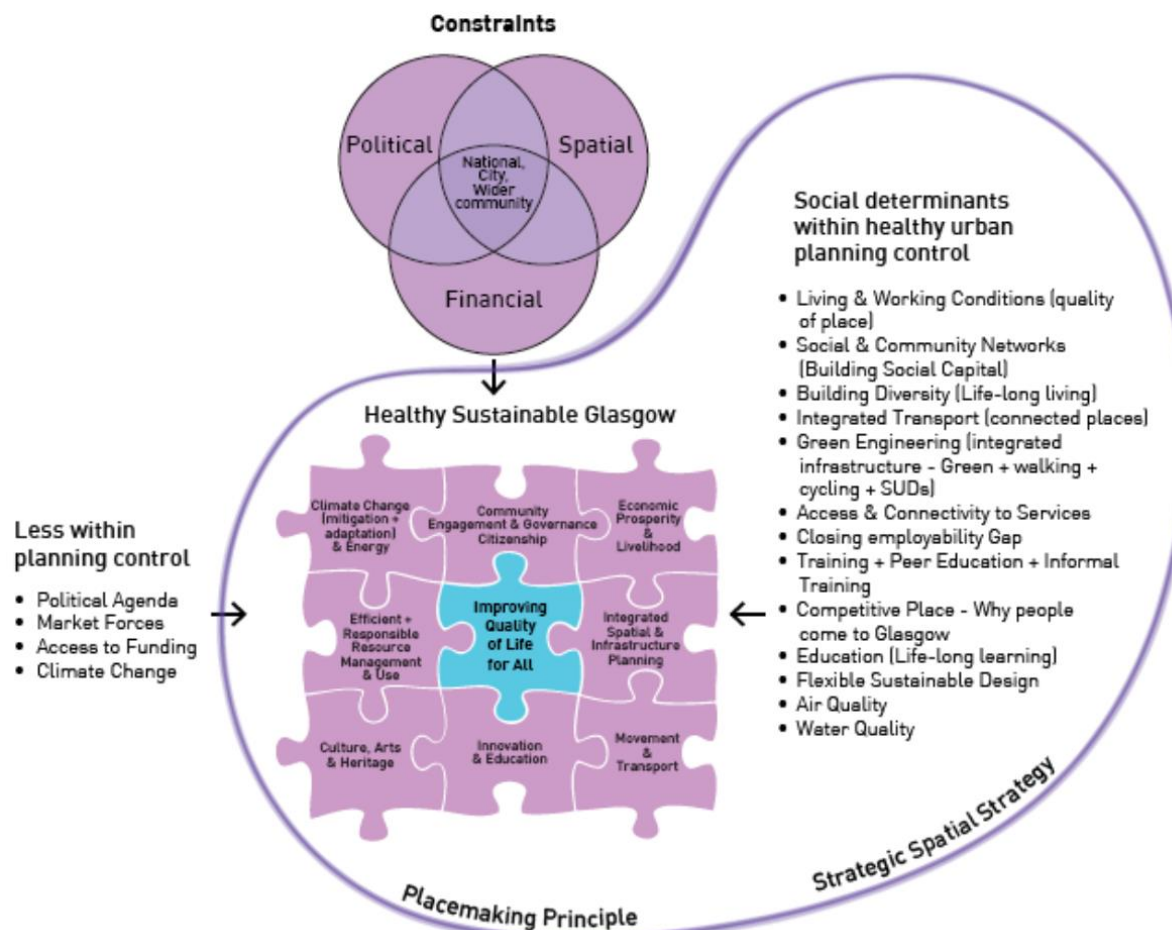 Constraints
Political
Spatial
National,
City,
Wider
community
Financial
Healthy Sustainable Glasgow
Climate Change
(mitigation +
adaptation)
& Energy
Community
Engagement & Governance
Citizenship
Economic
Prosperity
&
Livelihood
Efficient +
Responsible
Resource
Management
& Use
Improving
Quality
of Life
for All
Integrated
Spatial &
Infrastructure
Planning
Culture, Arts
& Heritage
Innovation
& Education
Movement
&
Transport
Less within
planning control
• Political Agenda
• Market Forces
• Access to Funding
• Climate Change
Social determinants
within healthy urban
planning control
• Living & Working Conditions (quality
of place)
• Social & Community Networks
(Building Social Capital)
• Building Diversity (Life-long living)
• Integrated Transport (connected places)
• Green Engineering (integrated
infrastructure - Green + walking +
cycling + SUDs)
• Access & Connectivity to Services
• Closing employability Gap
• Training + Peer Education + Informal
Training
• Competitive Place - Why people
come to Glasgow
• Education (Life-long learning)
• Flexible Sustainable Design
• Air Quality
• Water Quality
Placemaking Principle
Strategic Spatial Strategy